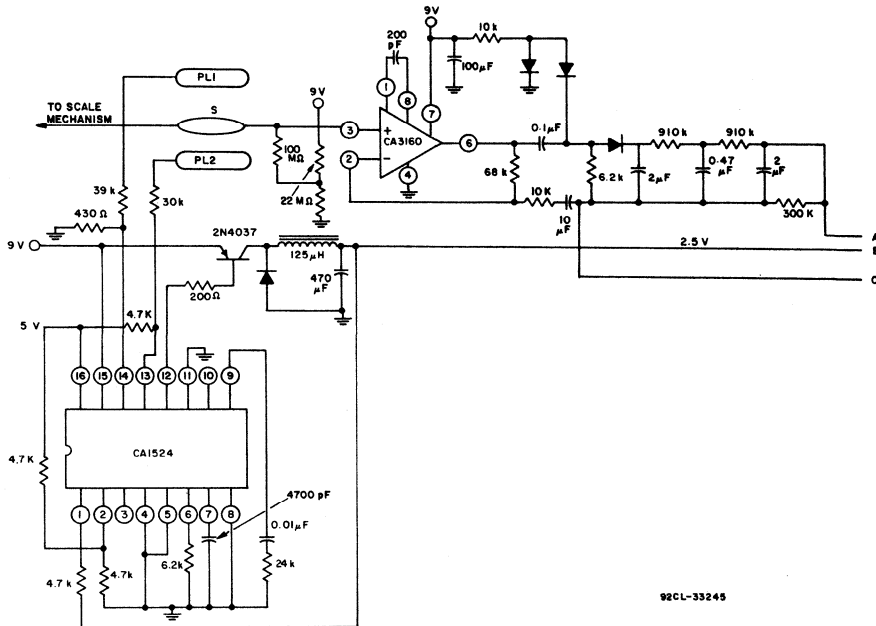 9V
200 pF
10k
PL1
100µF
TO SCALE MECHANISM
S
9V
1
8
7
3
+
CA3160
6
0.1µF
910k
910k
100 MΩ
2
−
4
68k
6.2k
2µF
0.47 µF
2 µF
PL2
39k
30k
22 MΩ
10K
10 µF
300 K
430 Ω
2N4037
9V
125µH
2.5 V
A
470 µF
200Ω
4.7K
5 V
16
15
14
13
12
11
10
9
CA1524
4.7K
4700 pF
1
2
3
4
5
6
7
8
0.01µF
6.2k
24k
4.7k
4.7k
92CL-33245